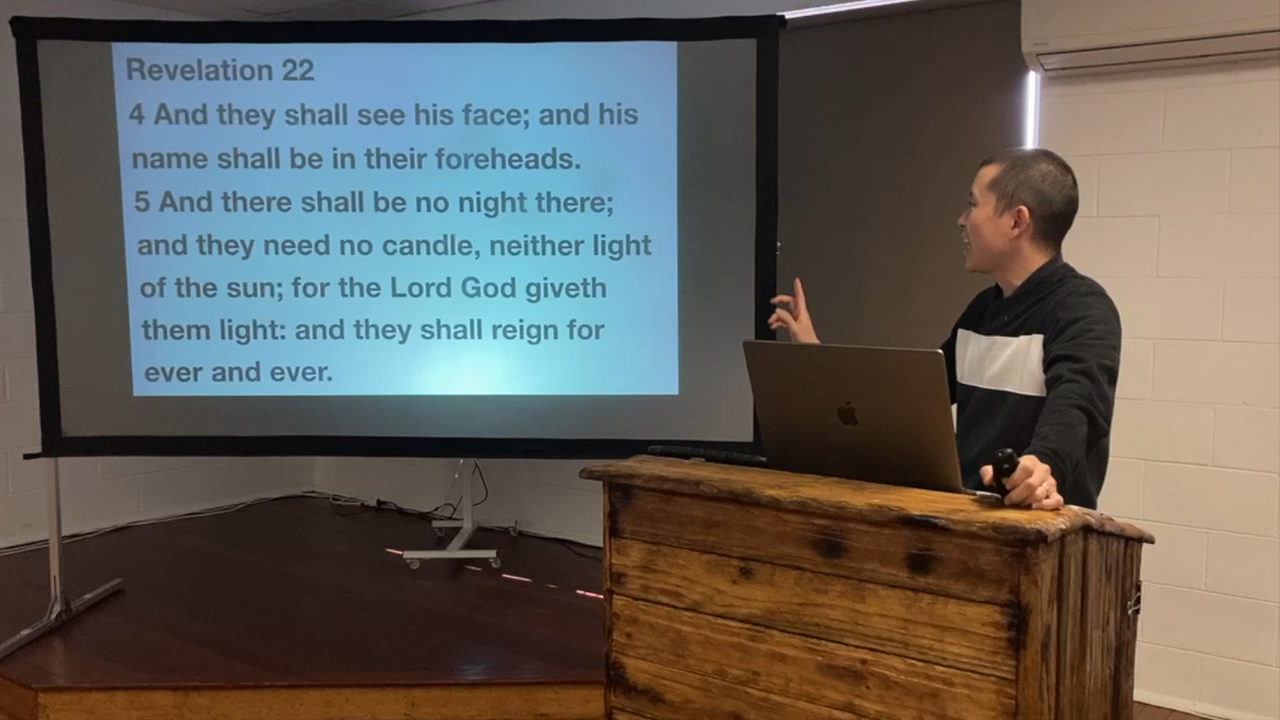 Revelation 22
4 And they shall see his face; and his
name shall be in their foreheads.
5 And there shall be no night there;
and they need no candle, neither light
of the sun; for the Lord God giveth
them light: and they shall reign for
ever and ever.